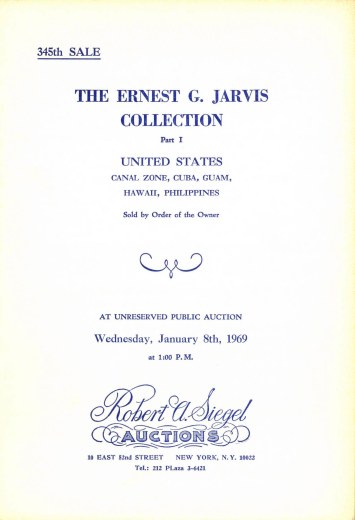 345th SALE
THE ERNEST G. JARVIS
COLLECTION
Part I
UNITED STATES
CANAL ZONE, CUBA, GUAM,
HAWAII, PHILIPPINES
Sold by Order of the Owner
AT UNRESERVED PUBLIC AUCTION
Wednesday, January 8th, 1969
at 1:00 P.M.
Robert A. Siegel
AUCTIONS
10 EAST 52nd STREET NEW YORK, N. Y. 10022
Tel.: 212 PLaza 3-6421